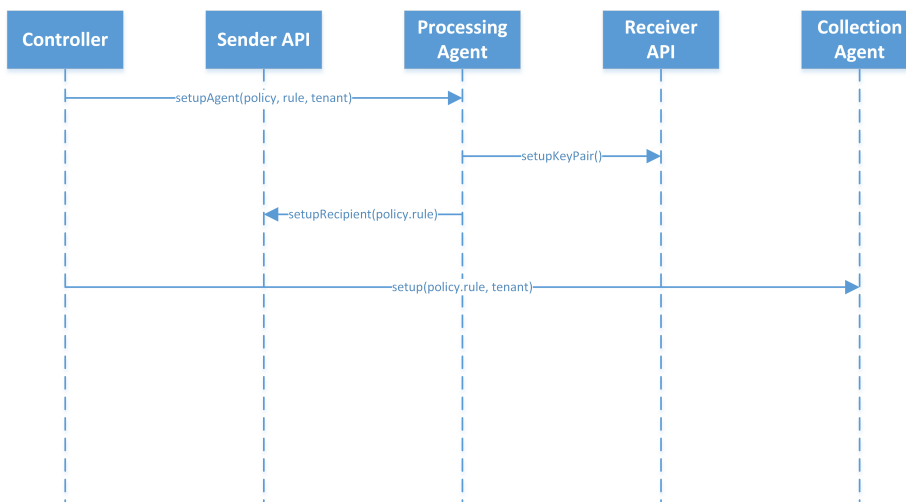 Controller
Sender API
Processing
Agent
Receiver
API
Collection
Agent
setupAgent(policy, rule, tenant)
setupKeyPair()
setupRecipient(policy.rule)
setup(policy.rule, tenant)